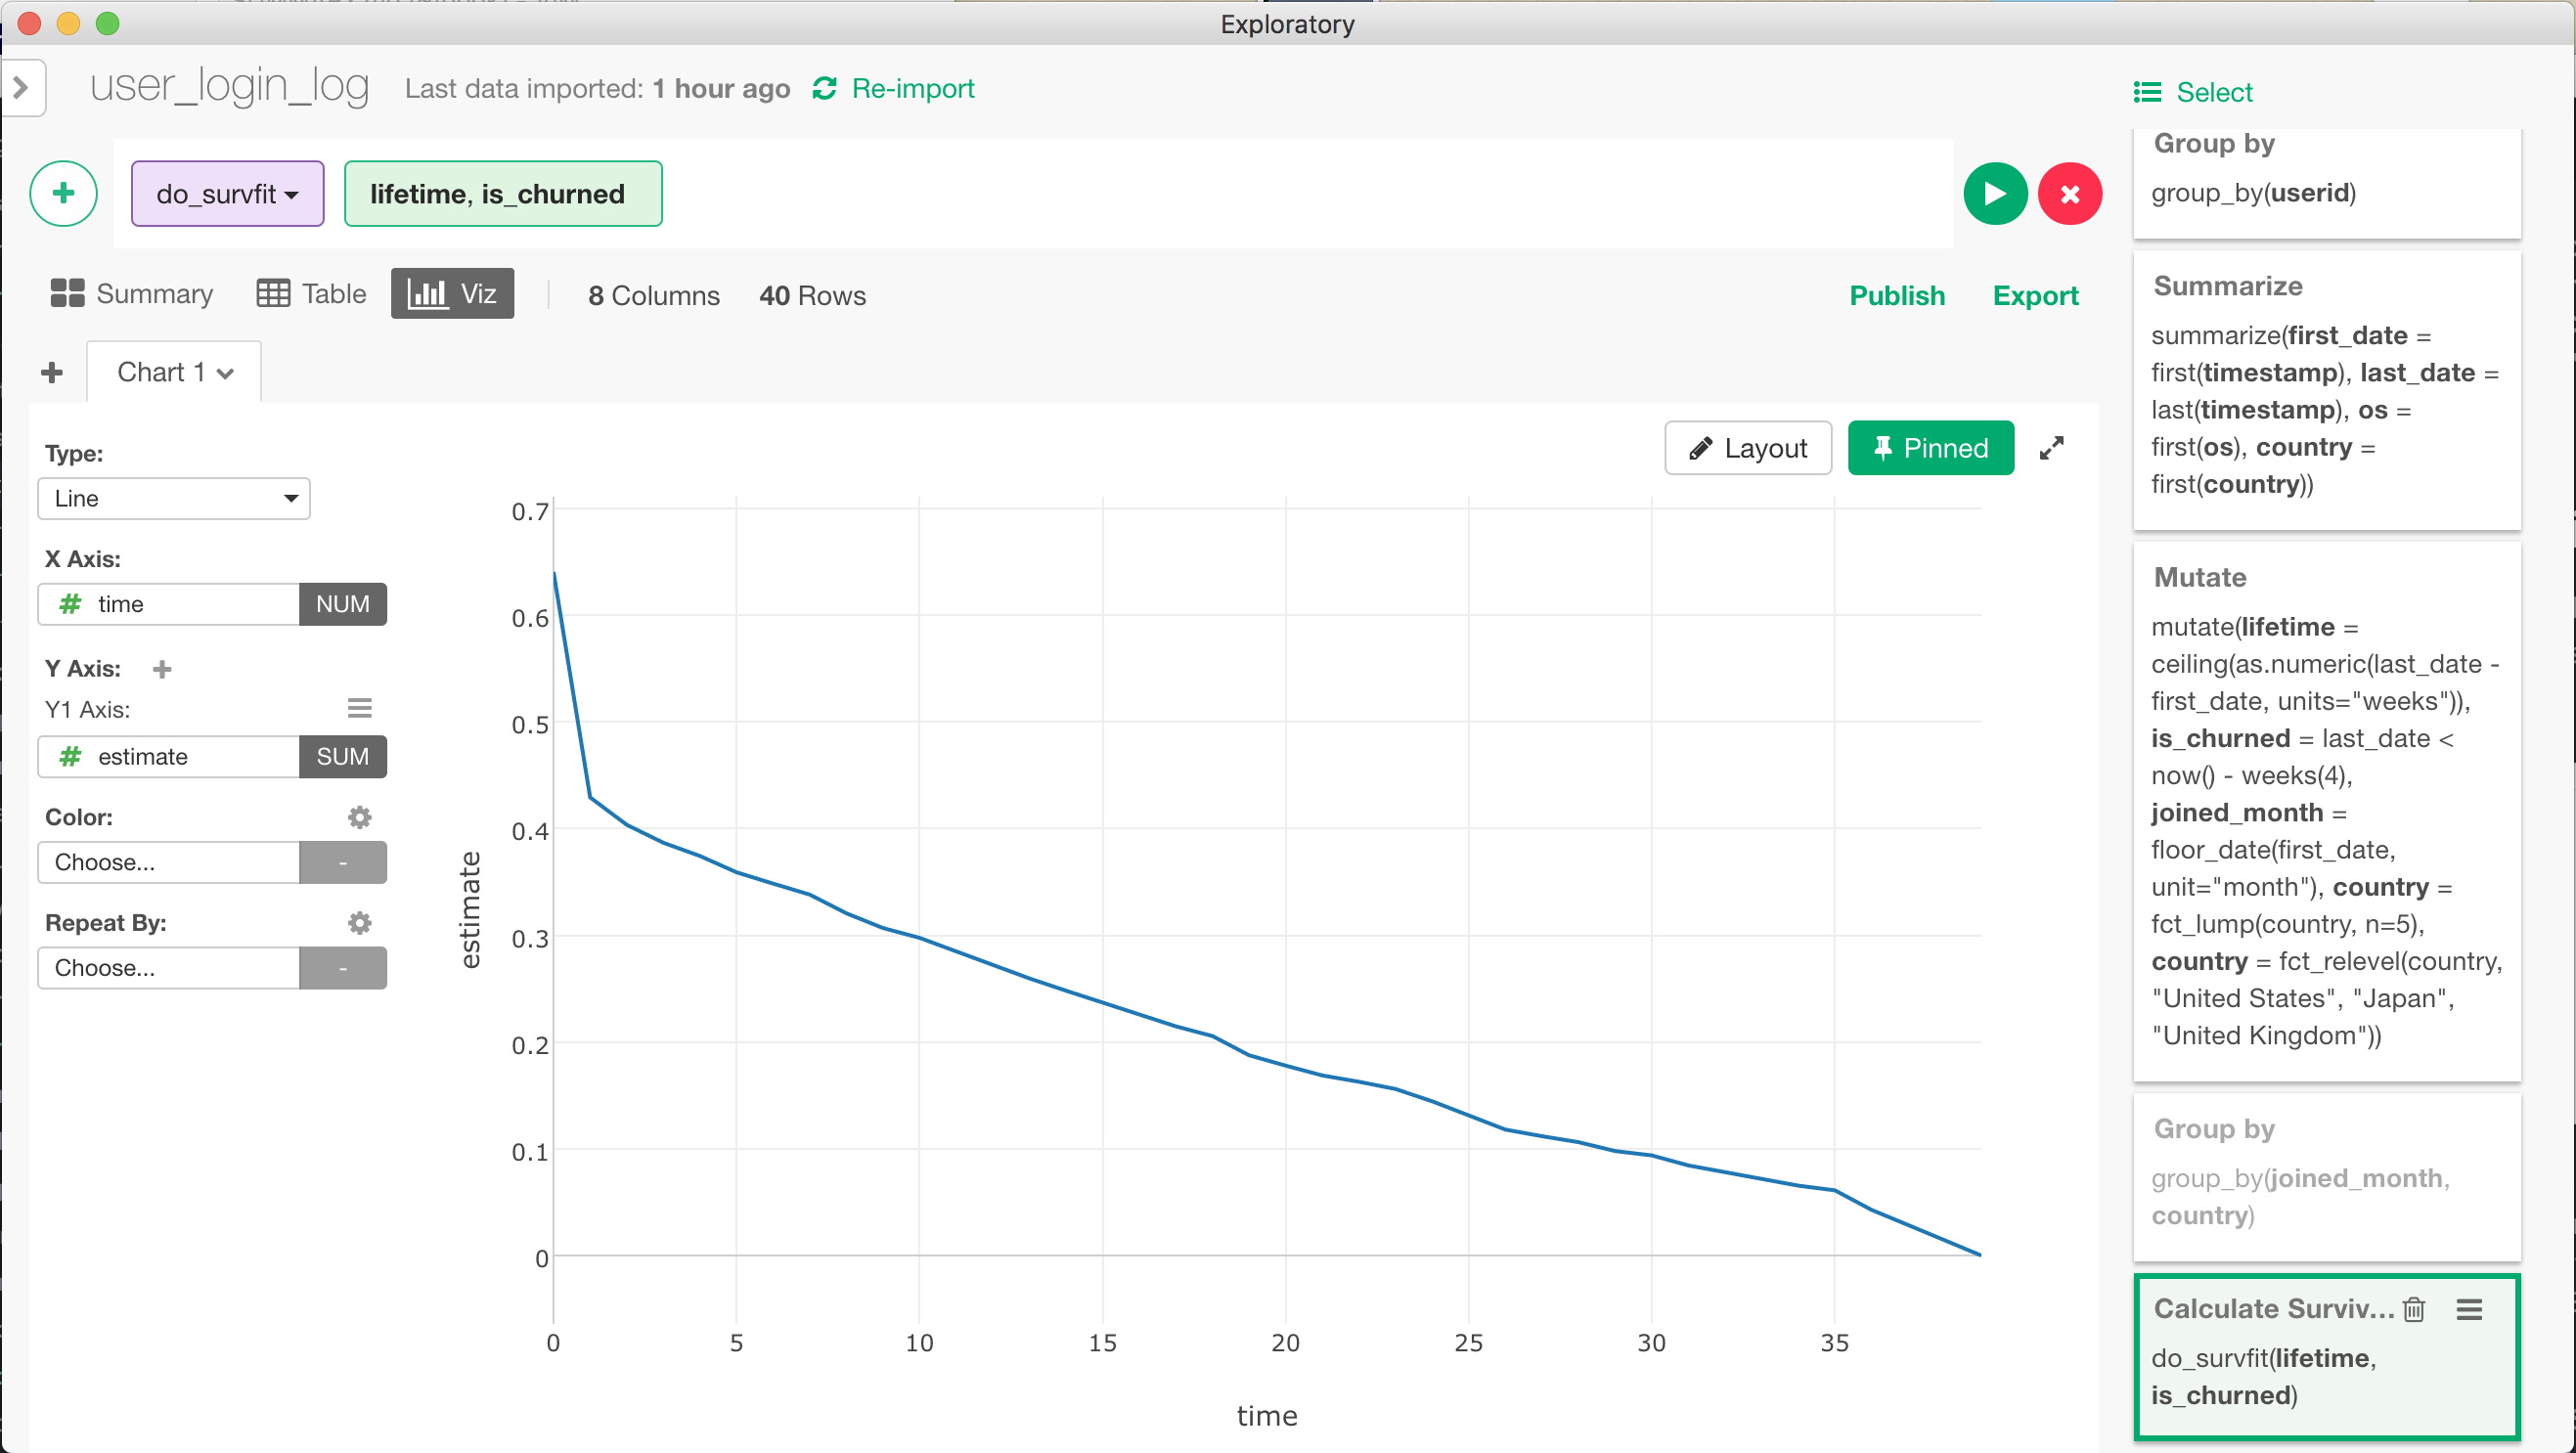 Exploratory
user_login_log Last data imported: 1 hour ago Re-import
Select
do_survfit
lifetime, is_churned
Summary
Table
Viz
8 Columns
40 Rows
Publish
Export
Chart 1
Type:
Line
X Axis:
# time NUM
Y Axis:
Y1 Axis:
# estimate SUM
Color:
Choose... -
Repeat By:
Choose... -
Layout
Pinned
0.7
0.6
0.5
0.4
0.3
0.2
0.1
0
estimate
0 5 10 15 20 25 30 35
time
Group by
group_by(userid)
Summarize
summarize(first_date =
first(timestamp), last_date =
last(timestamp), os =
first(os), country =
first(country))
Mutate
mutate(lifetime =
ceiling(as.numeric(last_date -
first_date, units="weeks")),
is_churned = last_date <
now() - weeks(4),
joined_month =
floor_date(first_date,
unit="month"), country =
fct_lump(country, n=5),
country = fct_relevel(country,
"United States", "Japan",
"United Kingdom"))
Group by
group_by(joined_month,
country)
Calculate Surviv...
do_survfit(lifetime,
is_churned)